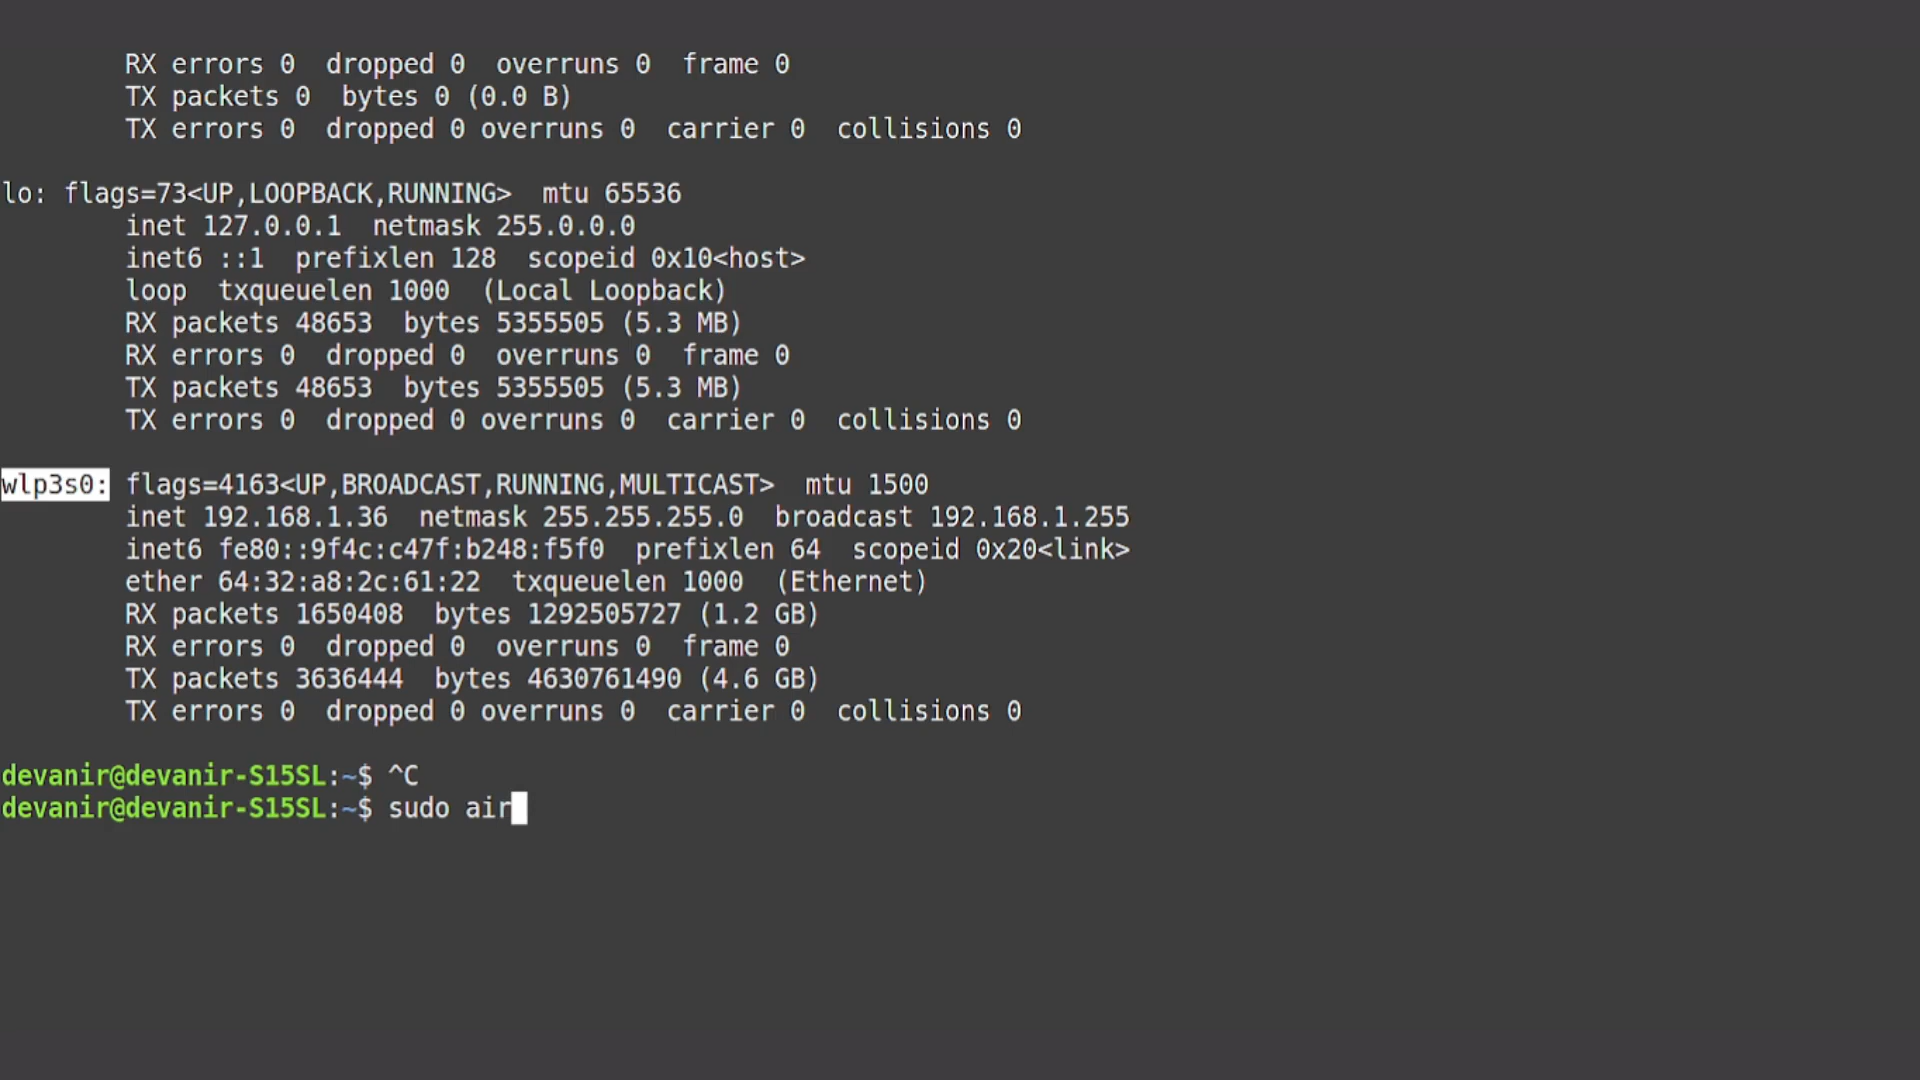 RX errors 0  dropped 0  overruns 0  frame 0
TX packets 0  bytes 0 (0.0 B)
TX errors 0  dropped 0 overruns 0  carrier 0  collisions 0
lo: flags=73<UP,LOOPBACK,RUNNING>  mtu 65536
inet 127.0.0.1  netmask 255.0.0.0
inet6 ::1  prefixlen 128  scopeid 0x10<host>
loop  txqueuelen 1000  (Local Loopback)
RX packets 48653  bytes 5355505 (5.3 MB)
RX errors 0  dropped 0  overruns 0  frame 0
TX packets 48653  bytes 5355505 (5.3 MB)
TX errors 0  dropped 0 overruns 0  carrier 0  collisions 0
wlp3s0: flags=4163<UP,BROADCAST,RUNNING,MULTICAST>  mtu 1500
inet 192.168.1.36  netmask 255.255.255.0  broadcast 192.168.1.255
inet6 fe80::9f4c:c47f:b248:f5f0  prefixlen 64  scopeid 0x20<link>
ether 64:32:a8:2c:61:22  txqueuelen 1000  (Ethernet)
RX packets 1650408  bytes 1292505727 (1.2 GB)
RX errors 0  dropped 0  overruns 0  frame 0
TX packets 3636444  bytes 4630761490 (4.6 GB)
TX errors 0  dropped 0 overruns 0  carrier 0  collisions 0
devanir@devanir-S15SL:~$ ^C
devanir@devanir-S15SL:~$ sudo air